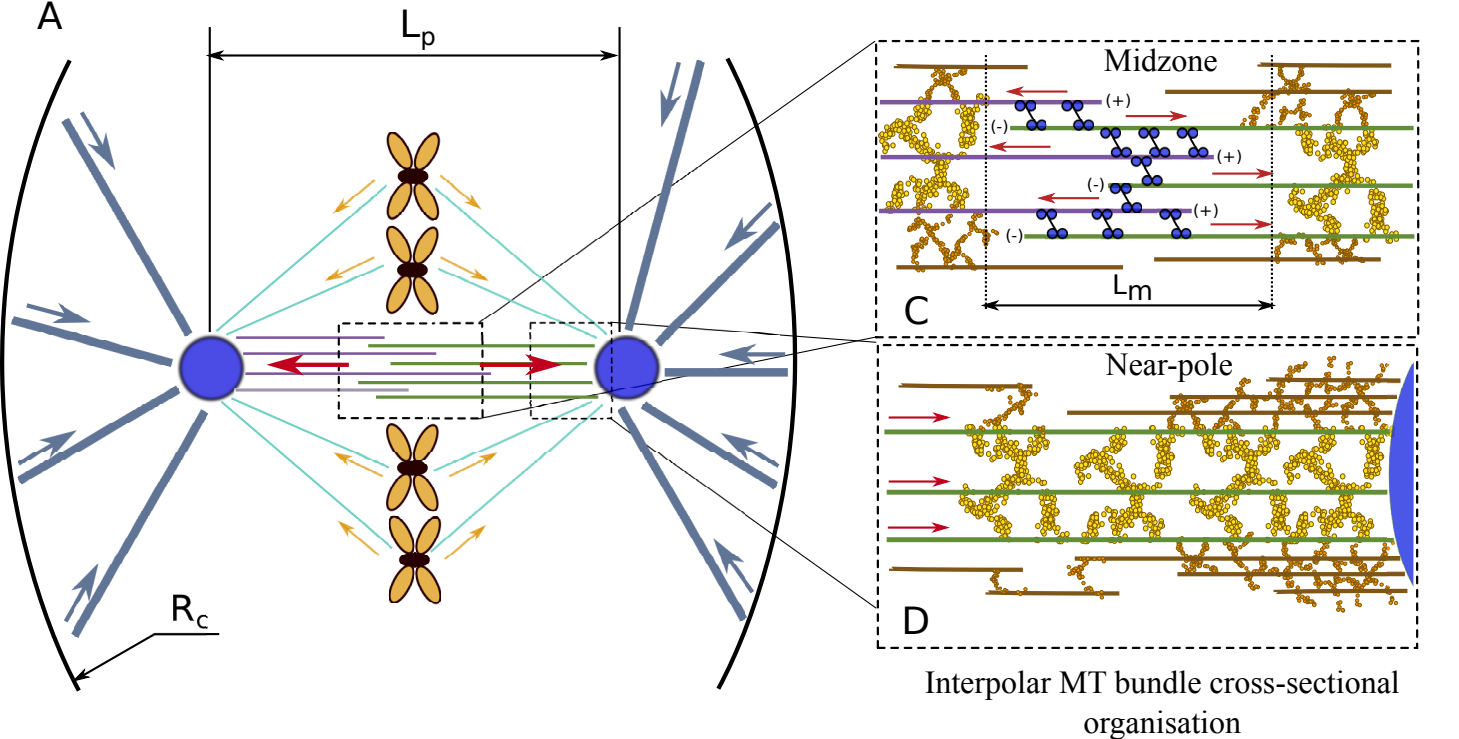 A
Lp
Rc
Midzone
(+)
(-)
(+)
(-)
(+)
(-)
Lm
C
Near-pole
D
Interpolar MT bundle cross-sectional
organisation